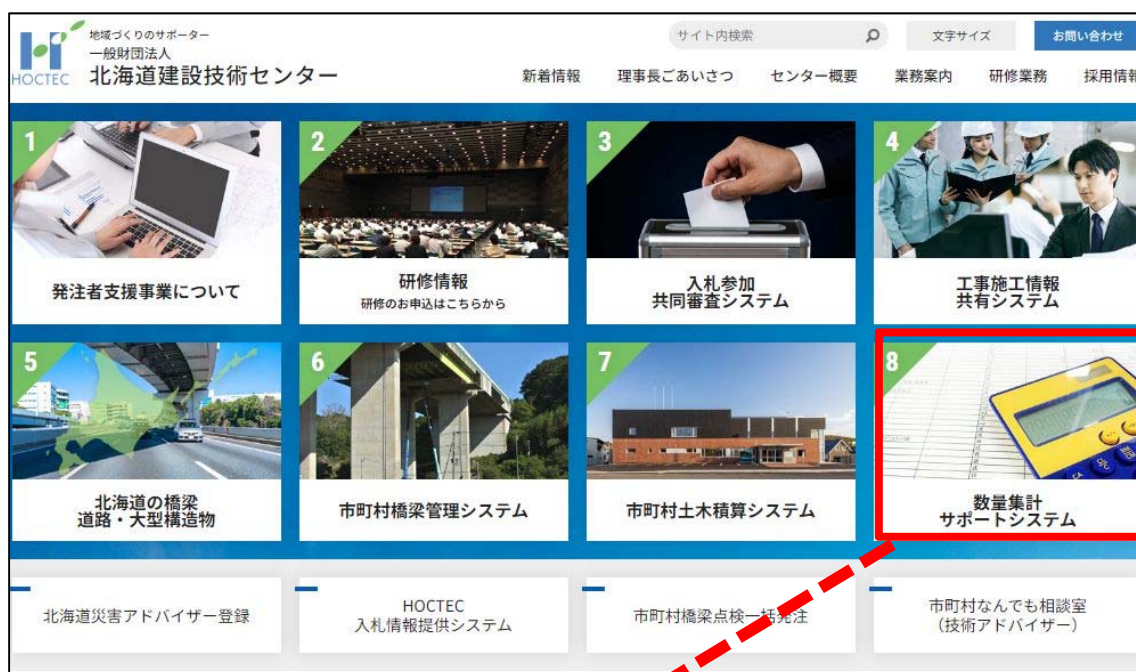 地域づくりのサポーター
一般財団法人
HOCTEC 北海道建設技術センター
サイト内検索
文字サイズ
お問い合わせ
新着情報 理事長ごあいさつ センター概要 業務案内 研修業務 採用情報
1
発注者支援事業について
2
研修情報
研修のお申込はこちらから
3
入札参加
共同審査システム
4
工事施工情報
共有システム
5
北海道の橋梁
道路・大型構造物
6
市町村橋梁管理システム
7
市町村土木積算システム
8
数量集計
サポートシステム
北海道災害アドバイザー登録
HOCTEC
入札情報提供システム
市町村橋梁点検一括発注
市町村なんでも相談室
（技術アドバイザー）